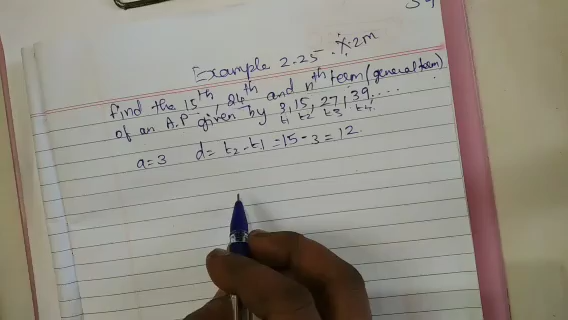 Example 2.25 . * 2m
find the 15th, 24th and nth term (general term)
of an A.P given by 3, 15, 27, 39, ....
t1 t2 t3 t4
a = 3 d = t2 - t1 = 15 - 3 = 12